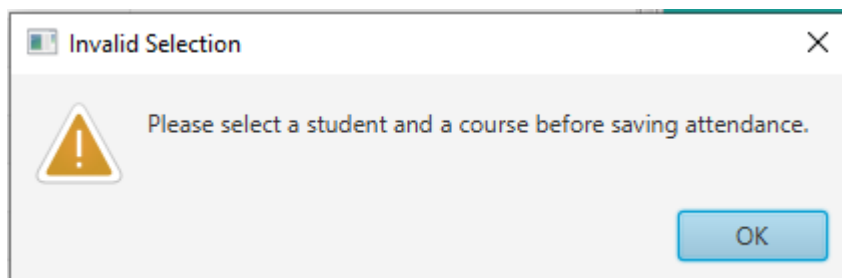 Invalid Selection
Please select a student and a course before saving attendance.
OK